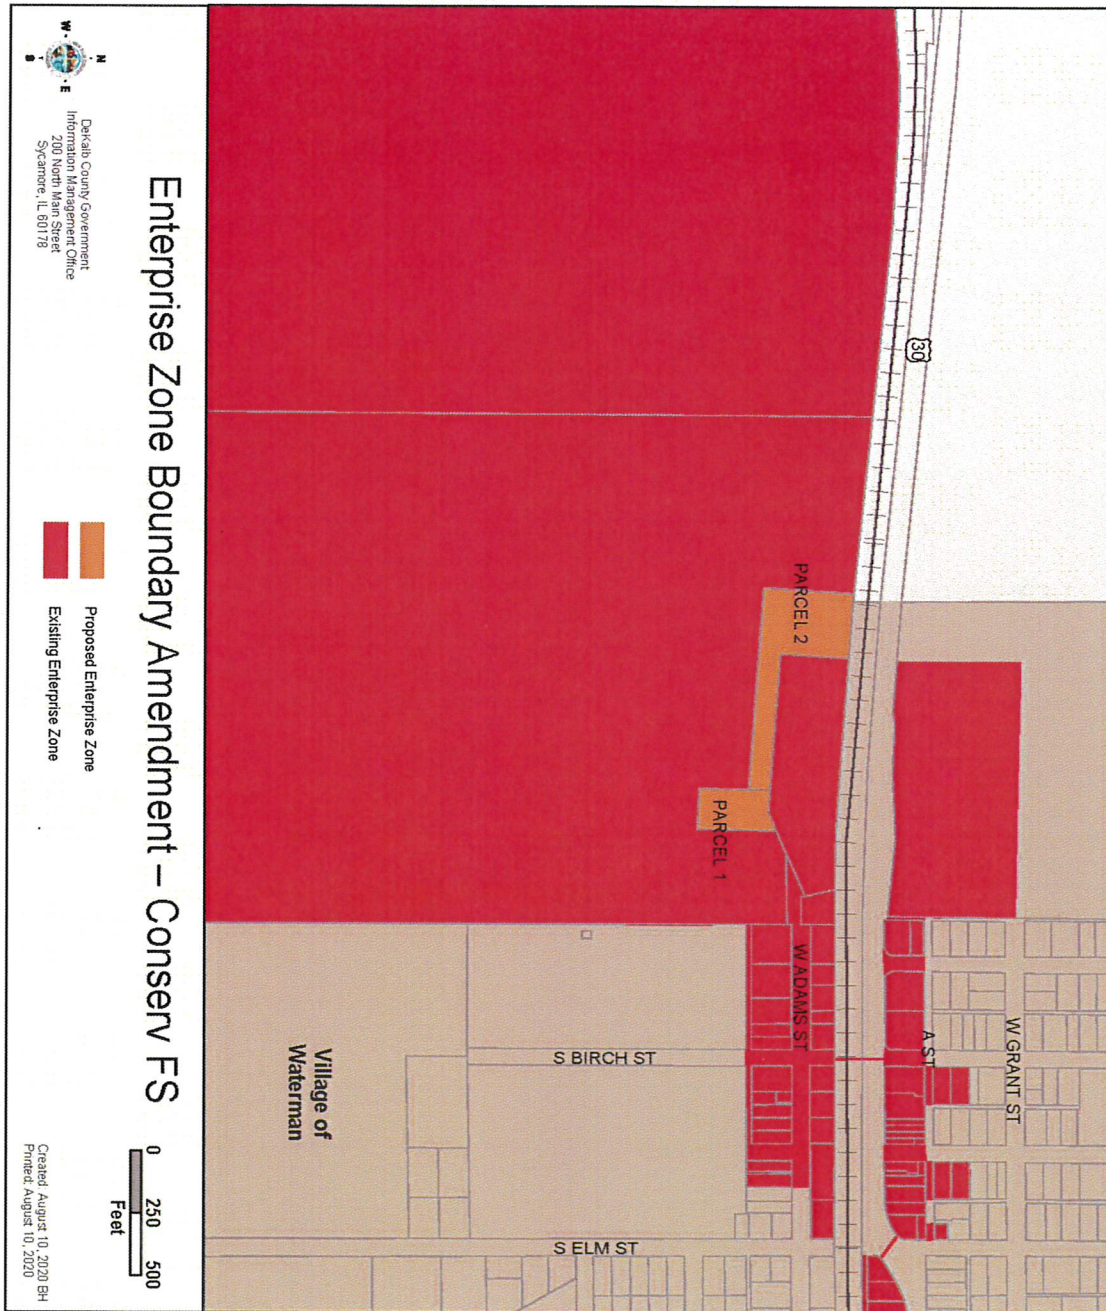 30
PARCEL 2
PARCEL 1
W GRANT ST
A ST
W ADAMS ST
S BIRCH ST
S ELM ST
Village of
Waterman
Enterprise Zone Boundary Amendment – Conserv FS
N
W
E
S
DeKalb County Government
Information Management Office
200 North Main Street
Sycamore, IL 60178
Proposed Enterprise Zone
Existing Enterprise Zone
0 250 500
Feet
Created: August 10, 2020 BH
Printed: August 10, 2020